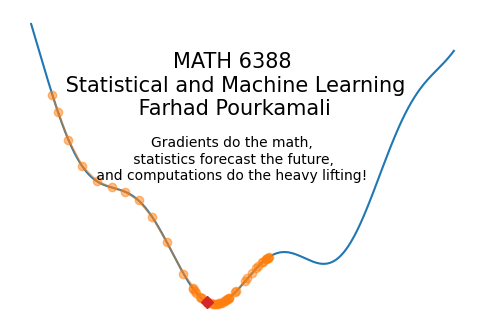 MATH 6388
Statistical and Machine Learning
Farhad Pourkamali
Gradients do the math,
statistics forecast the future,
and computations do the heavy lifting!